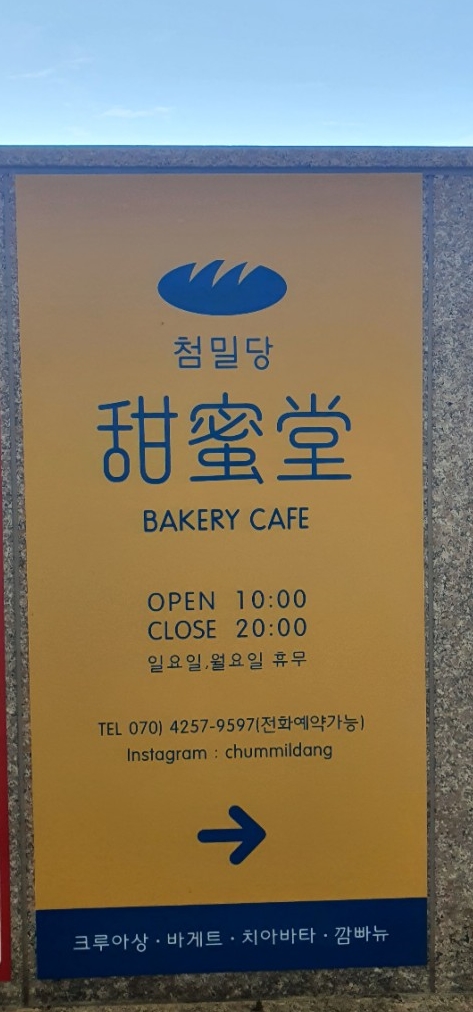 첨밀당
甜蜜堂
BAKERY CAFE
OPEN 10:00
CLOSE 20:00
일요일,월요일 휴무
TEL 070) 4257-9597(전화예약가능)
Instagram : chummildang
크루아상 · 바게트 · 치아바타 · 깜빠뉴